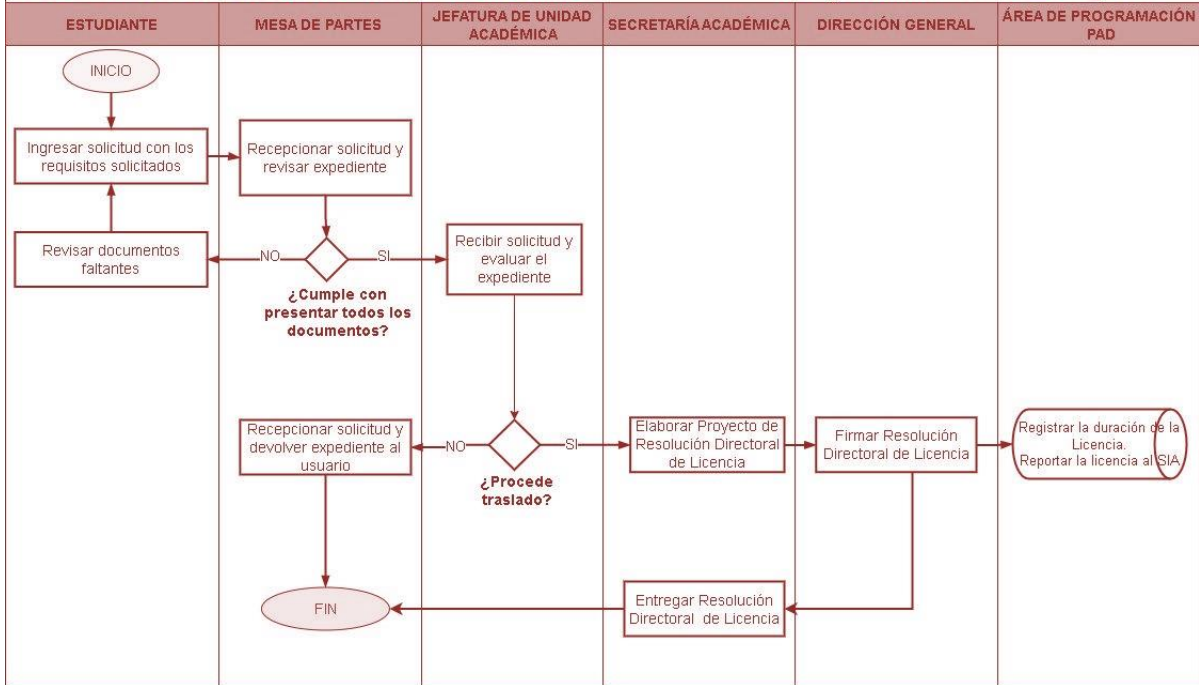 ESTUDIANTE
MESA DE PARTES
JEFATURA DE UNIDAD
ACADÉMICA
SECRETARÍA ACADÉMICA
DIRECCIÓN GENERAL
ÁREA DE PROGRAMACIÓN
PAD
INICIO
Ingresar solicitud con los
requisitos solicitados
Recepcionar solicitud y
revisar expediente
Revisar documentos
faltantes
NO
SI
Recibir solicitud y
evaluar el
expediente
¿Cumple con
presentar todos los
documentos?
Recepcionar solicitud y
devolver expediente al
usuario
NO
SI
¿Procede
traslado?
Elaborar Proyecto de
Resolución Directoral
de Licencia
Firmar Resolución
Directoral de Licencia
Registrar la duración de la
Licencia.
Reportar la licencia al SIA.
FIN
Entregar Resolución
Directoral de Licencia